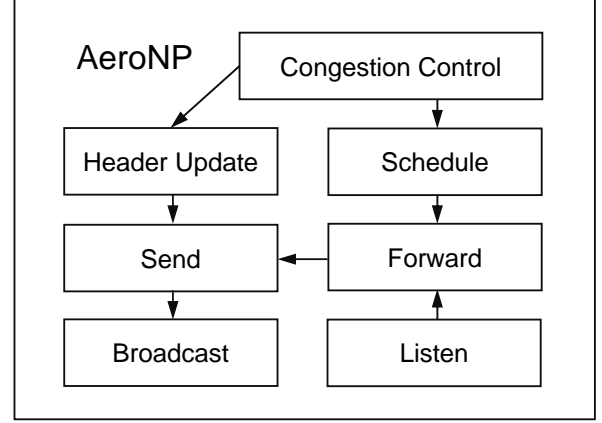 AeroNP
Congestion Control
Header Update
Schedule
Send
Forward
Broadcast
Listen